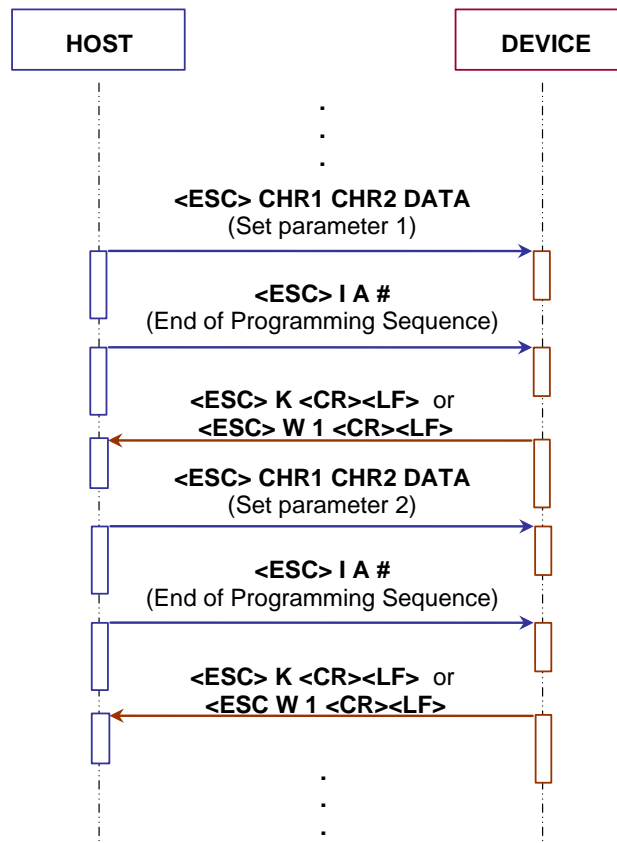 HOST
DEVICE
.
.
.
<ESC> CHR1 CHR2 DATA
(Set parameter 1)
<ESC> I A #
(End of Programming Sequence)
<ESC> K <CR><LF> or
<ESC> W 1 <CR><LF>
<ESC> CHR1 CHR2 DATA
(Set parameter 2)
<ESC> I A #
(End of Programming Sequence)
<ESC> K <CR><LF> or
<ESC W 1 <CR><LF>
.
.
.